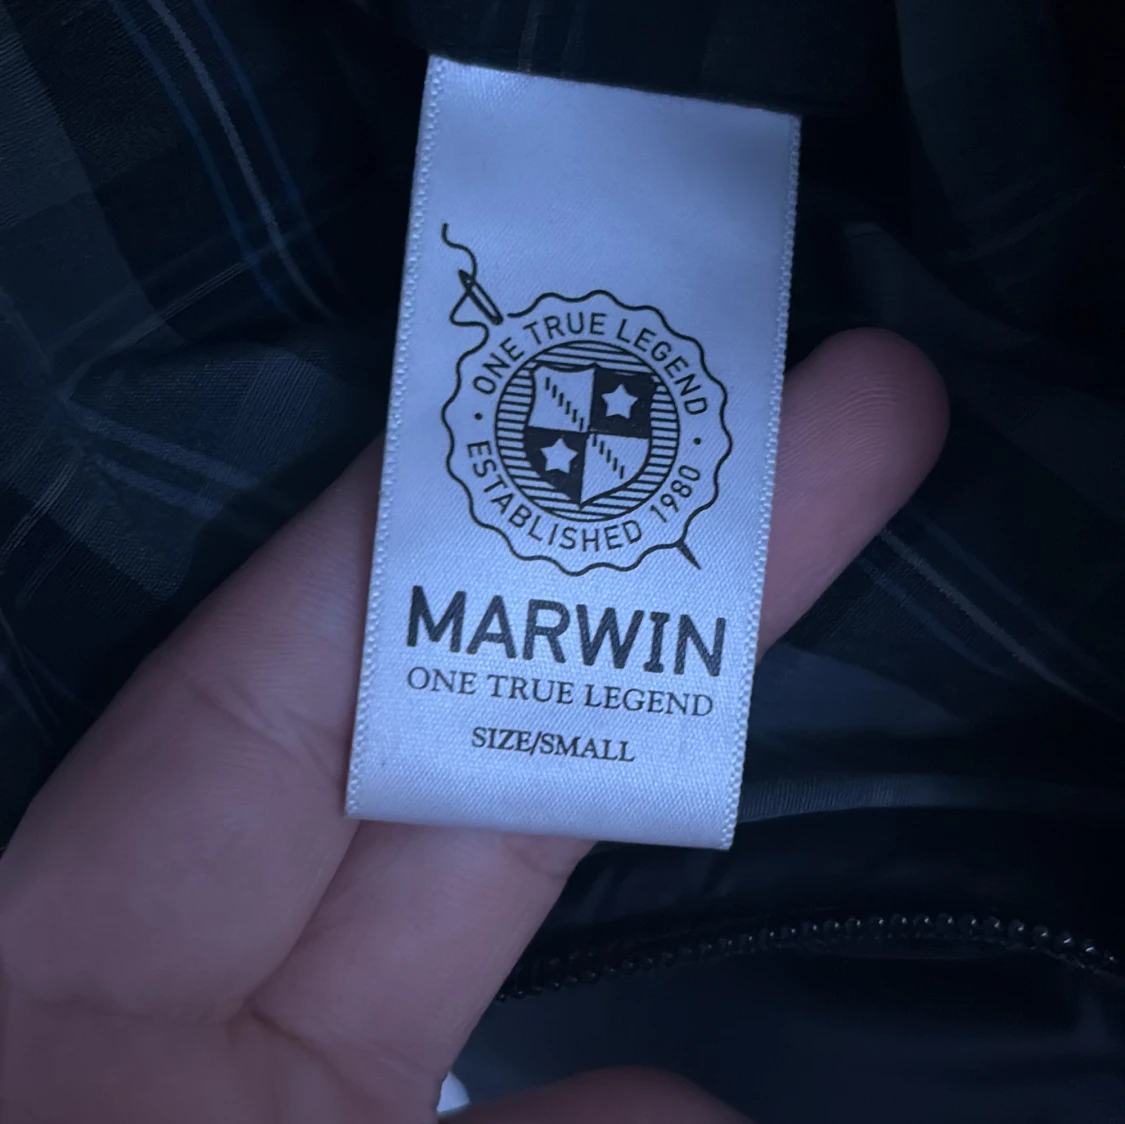 ONE TRUE LEGEND
ESTABLISHED 1980
MARWIN
ONE TRUE LEGEND
SIZE/SMALL